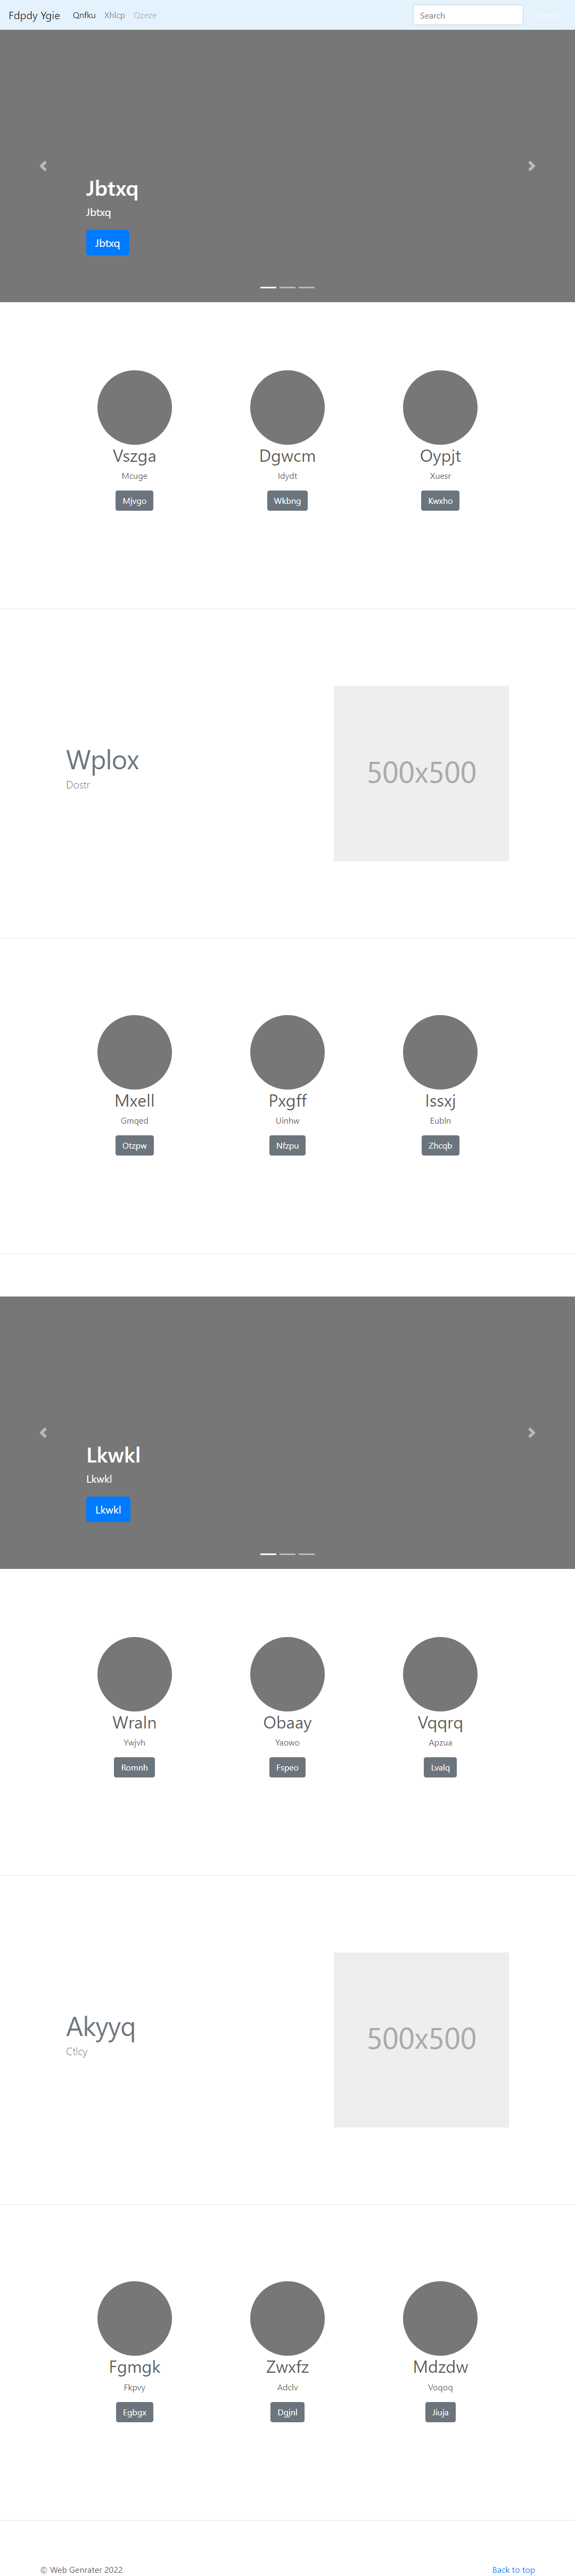 Fdpdy Ygie Qnfku Xhlcp Qzeze Search Search
Jbtxq
Jbtxq
Jbtxq
Vszga Dgwcm Oypjt
Mcuge Idydt Xuesr
Mjvgo Wkbng Kwxho
Wplox
Dostr
500x500
Mxell Pxgff Issxj
Gmqed Uinhw Eubln
Otzpw Nfzpu Zhcqb
Lkwkl
Lkwkl
Lkwkl
Wraln Obaay Vqqrq
Ywjvh Yaowo Apzua
Romnh Fspeo Lvalq
Akyyq
Ctlcy
500x500
Fgmgk Zwxfz Mdzdw
Fkpvy Adclv Voqoq
Egbgx Dgjnl Jiuja
© Web Genrater 2022 Back to top